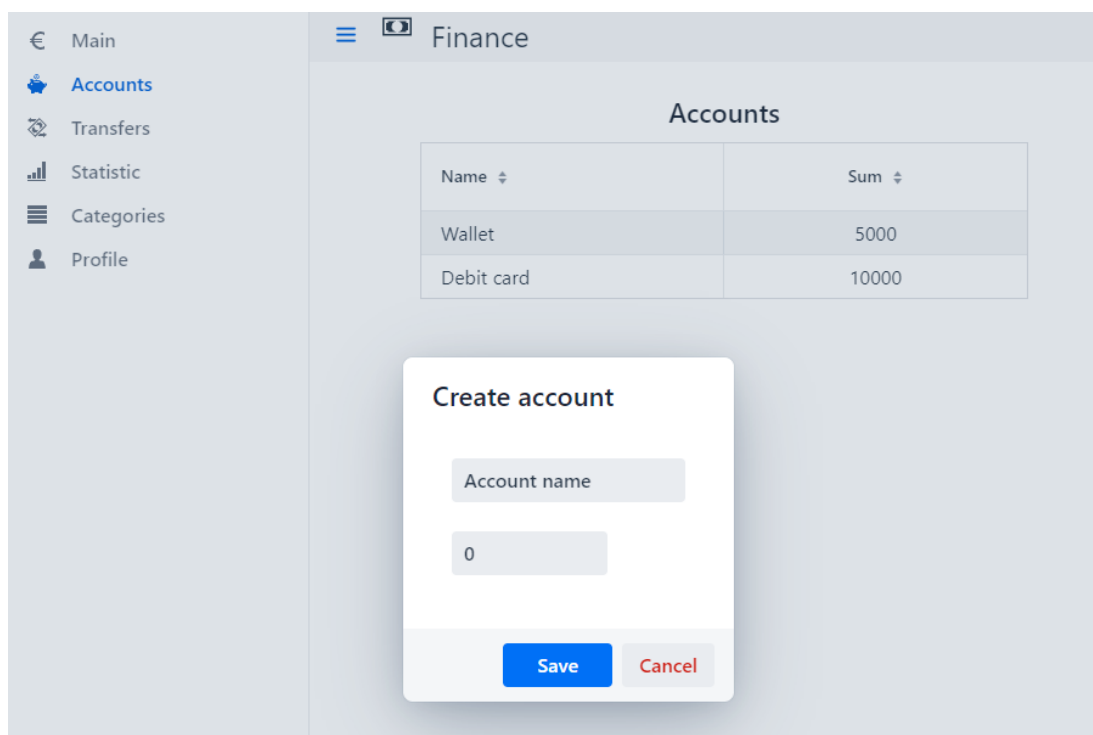 Main
Accounts
Transfers
Statistic
Categories
Profile
Finance
Accounts
Name Sum
Wallet 5000
Debit card 10000
Create account
Account name
0
Save Cancel